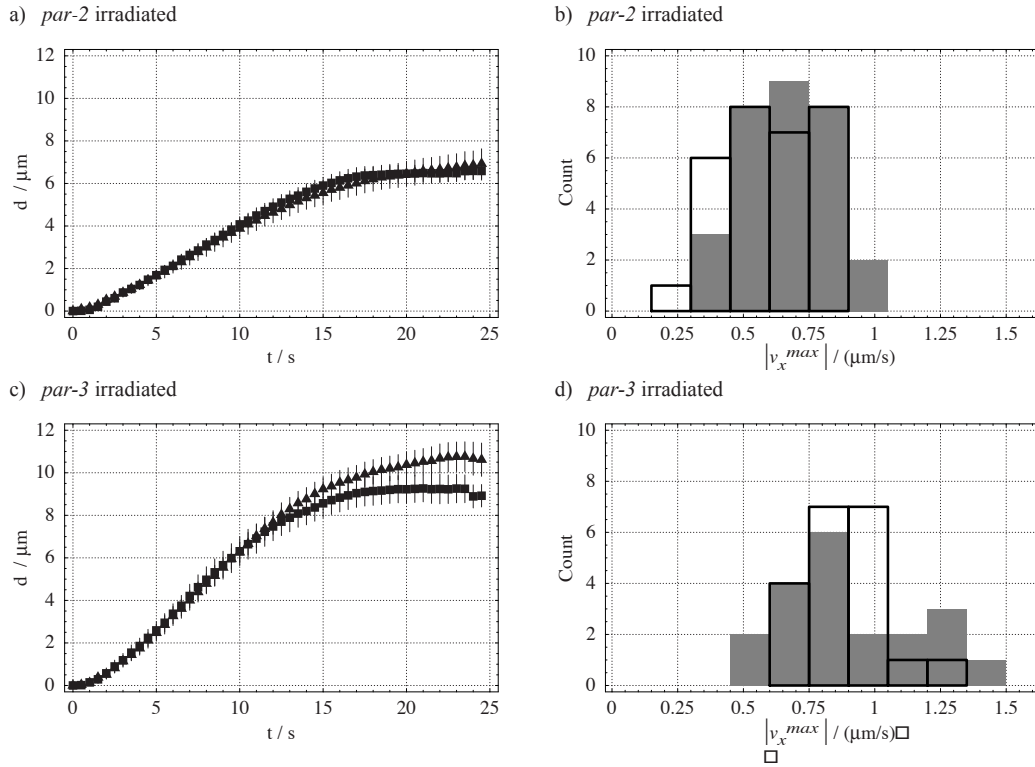 a) par-2 irradiated
b) par-2 irradiated
12
10
8
6
4
2
0
d / μm
0 5 10 15 20 25
t / s
10
8
6
4
2
0
Count
0 0.25 0.5 0.75 1 1.25 1.5
|v_x^max| / (μm/s)
c) par-3 irradiated
d) par-3 irradiated
12
10
8
6
4
2
0
d / μm
0 5 10 15 20 25
t / s
10
8
6
4
2
0
Count
0 0.25 0.5 0.75 1 1.25 1.5
|v_x^max| / (μm/s)□
□